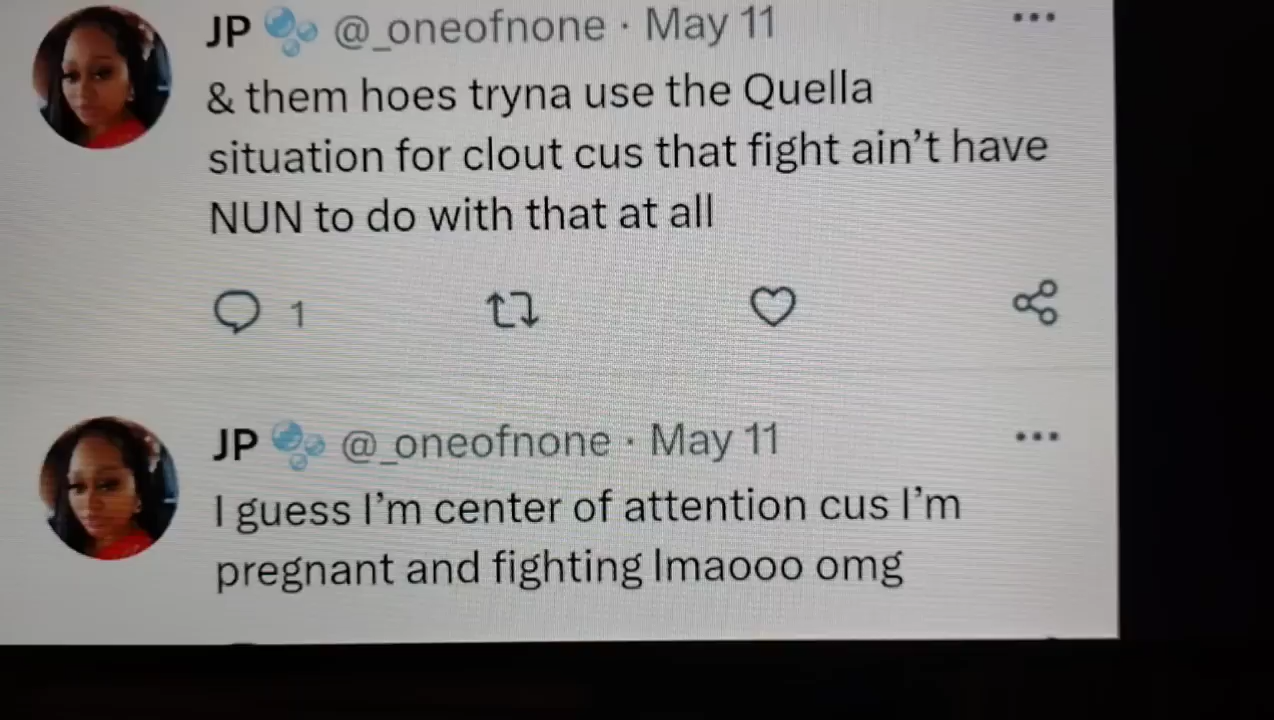 JP 🫧 @_oneofnone · May 11
& them hoes tryna use the Quella
situation for clout cus that fight ain't have
NUN to do with that at all
1
JP 🫧 @_oneofnone · May 11
I guess I'm center of attention cus I'm
pregnant and fighting lmaooo omg